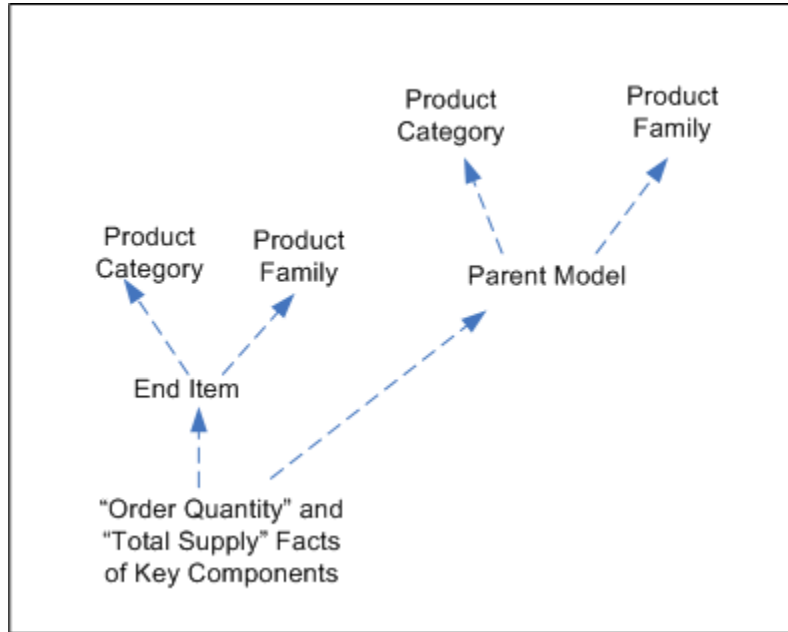 Product
Category
Product
Family
Product
Category
Product
Family
Parent Model
End Item
“Order Quantity” and
“Total Supply” Facts
of Key Components